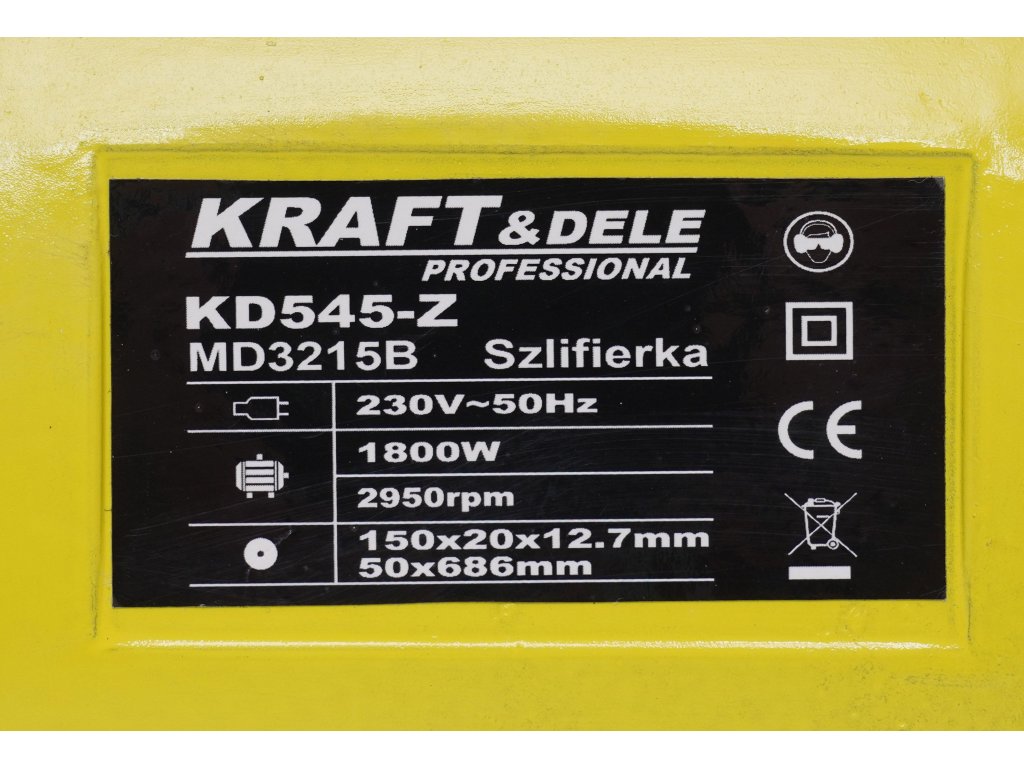 KRAFT & DELE
PROFESSIONAL
KD545-Z
MD3215B Szlifierka
230V~50Hz
1800W
2950rpm
150x20x12.7mm
50x686mm
CE